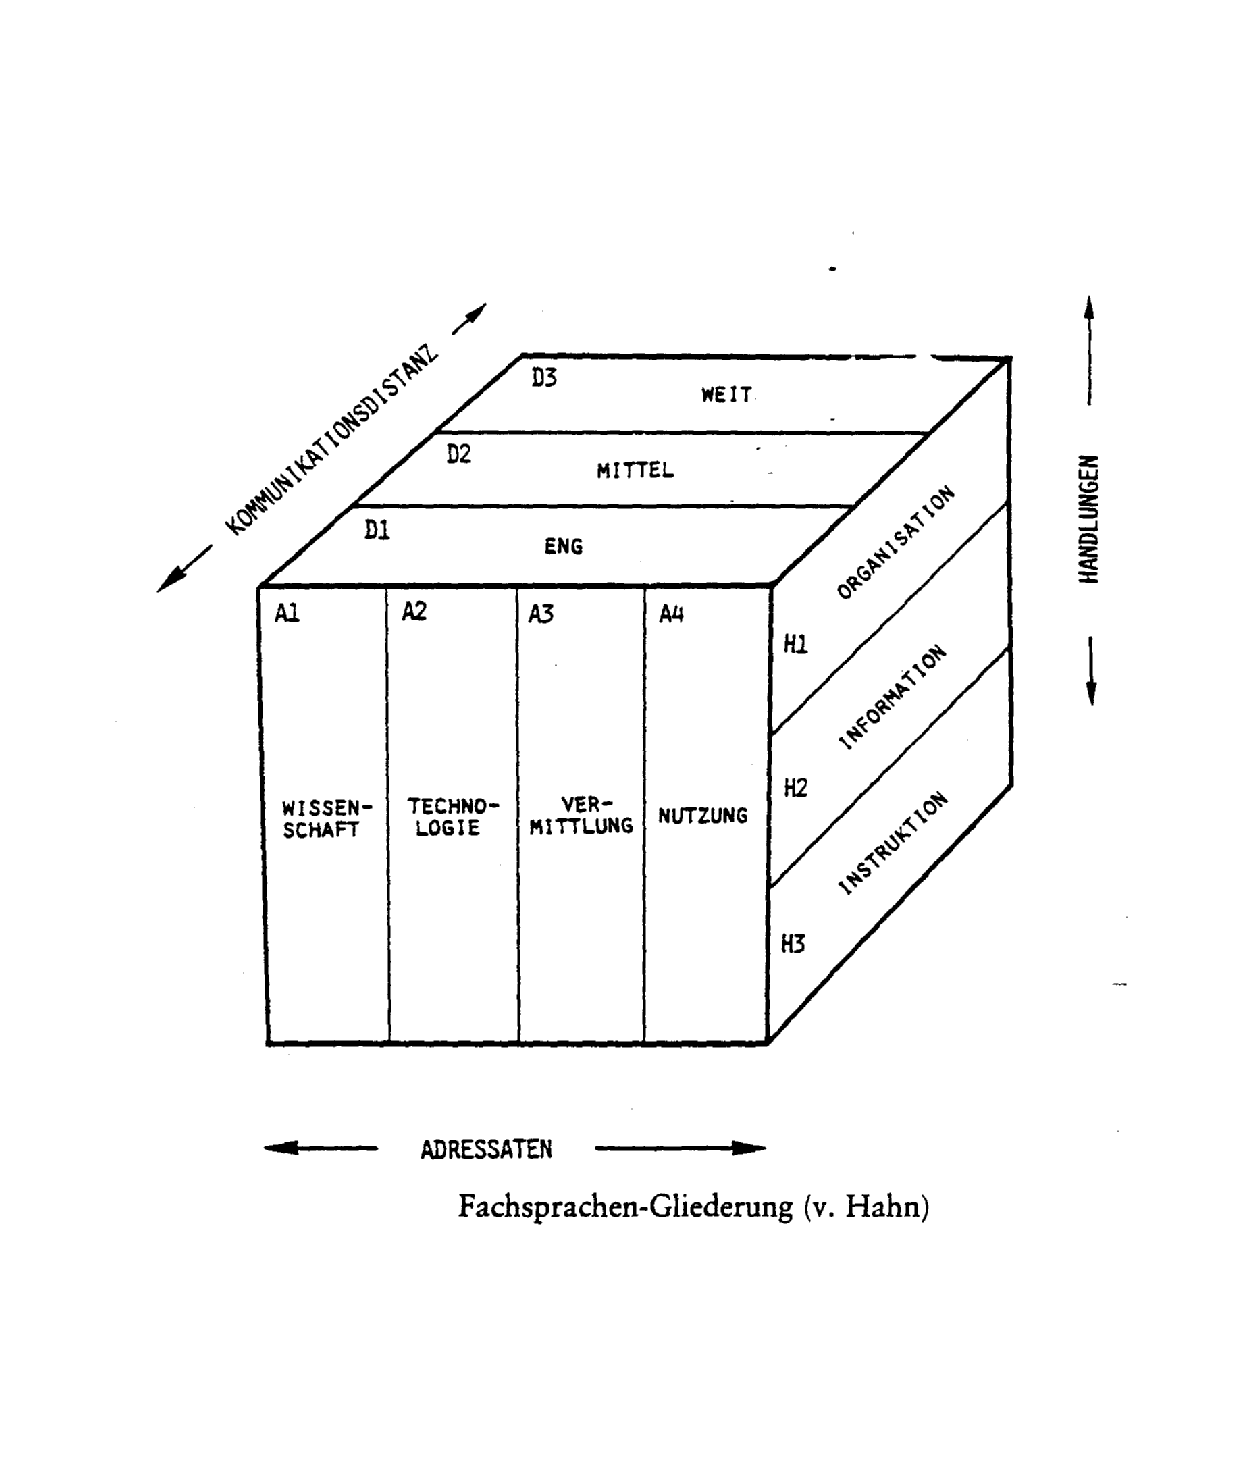 KOMMUNIKATIONSDISTANZ
HANDLUNGEN
D3
WEIT
D2
MITTEL
D1
ENG
A1
A2
A3
A4
WISSEN-
SCHAFT
TECHNO-
LOGIE
VER-
MITTLUNG
NUTZUNG
ORGANISATION
H1
INFORMATION
H2
INSTRUKTION
H3
ADRESSATEN
Fachsprachen-Gliederung (v. Hahn)